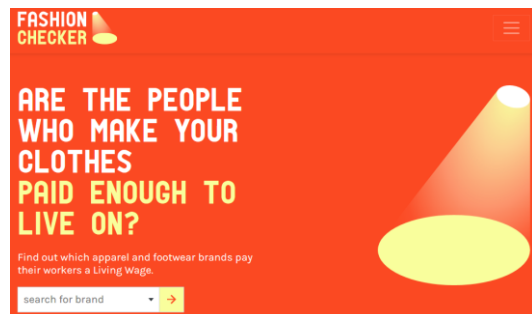 FASHION
CHECKER
ARE THE PEOPLE
WHO MAKE YOUR
CLOTHES
PAID ENOUGH TO
LIVE ON?
Find out which apparel and footwear brands pay
their workers a Living Wage.
search for brand